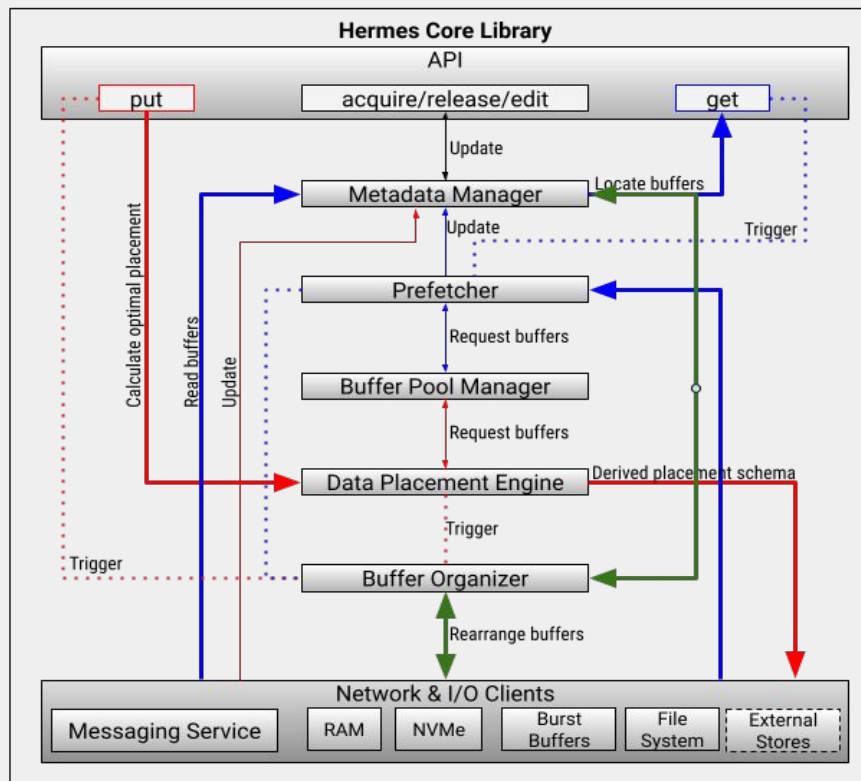 Hermes Core Library
API
put
acquire/release/edit
get
Update
Metadata Manager
Locate buffers
Update
Trigger
Calculate optimal placement
Read buffers
Update
Prefetcher
Request buffers
Buffer Pool Manager
Request buffers
Data Placement Engine
Derived placement schema
Trigger
Trigger
Buffer Organizer
Rearrange buffers
Network & I/O Clients
Messaging Service
RAM
NVMe
Burst
Buffers
File
System
External
Stores